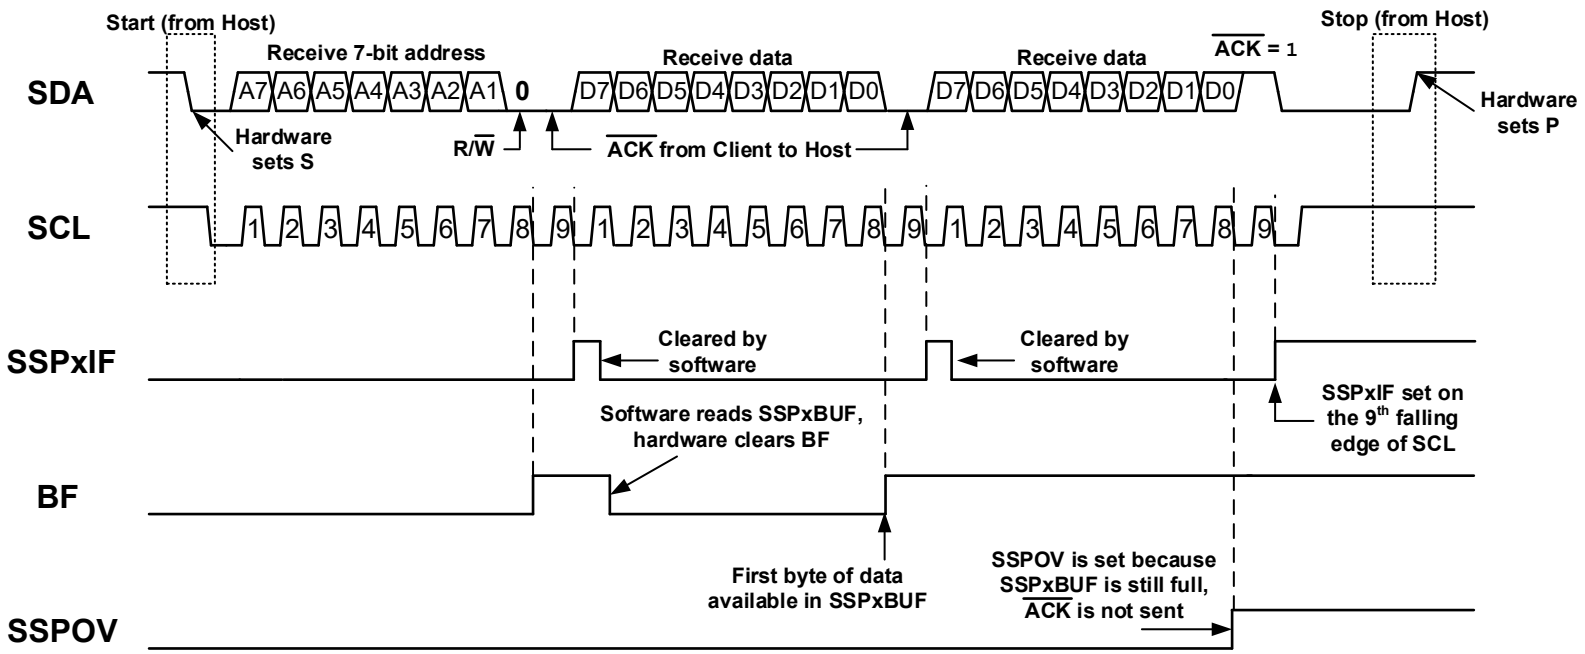 Start (from Host)
Stop (from Host)
Receive 7-bit address
Receive data
Receive data
ACK = 1
SDA
A7 A6 A5 A4 A3 A2 A1 0 D7 D6 D5 D4 D3 D2 D1 D0 D7 D6 D5 D4 D3 D2 D1 D0
Hardware
sets S
R/W
ACK from Client to Host
Hardware
sets P
SCL
1 2 3 4 5 6 7 8 9 1 2 3 4 5 6 7 8 9 1 2 3 4 5 6 7 8 9
SSPxIF
Cleared by
software
Cleared by
software
SSPxIF set on
the 9th falling
edge of SCL
Software reads SSPxBUF,
hardware clears BF
BF
First byte of data
available in SSPxBUF
SSPOV is set because
SSPxBUF is still full,
ACK is not sent
SSPOV